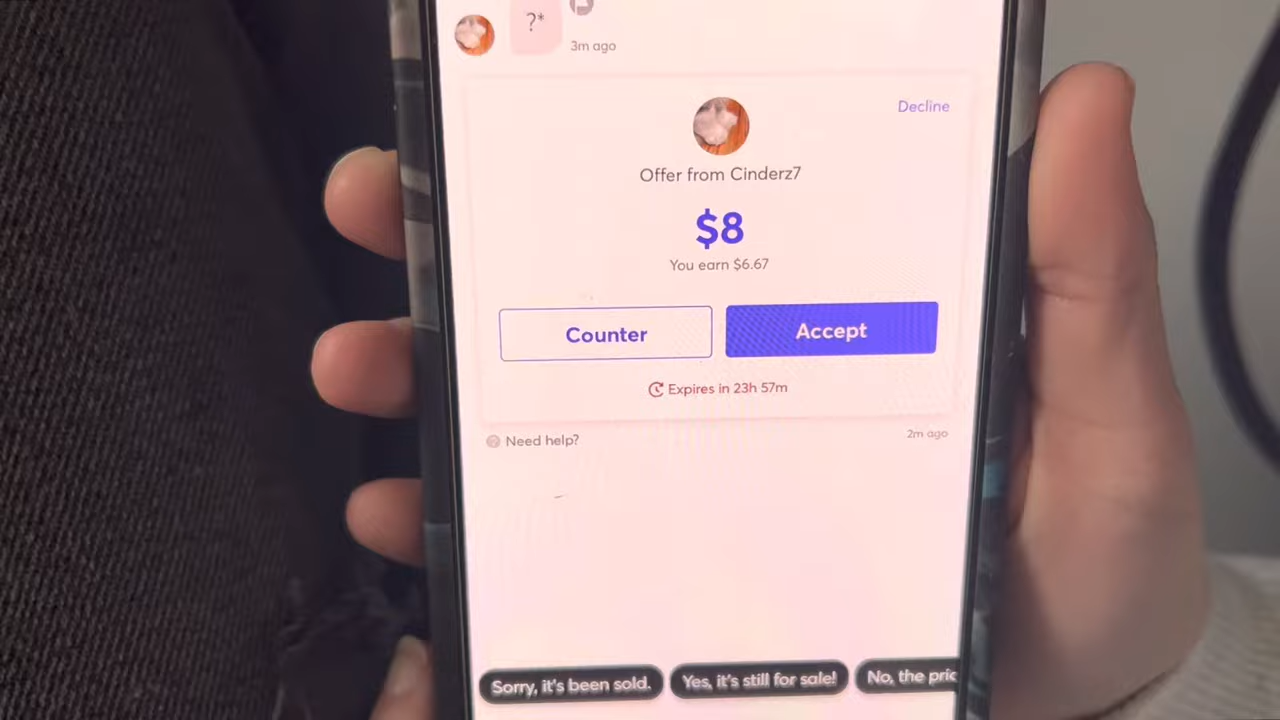 ?*
3m ago
Decline
Offer from Cinderz7
$8
You earn $6.67
Counter
Accept
Expires in 23h 57m
Need help?
2m ago
Sorry, it's been sold.
Yes, it's still for sale!
No, the pric